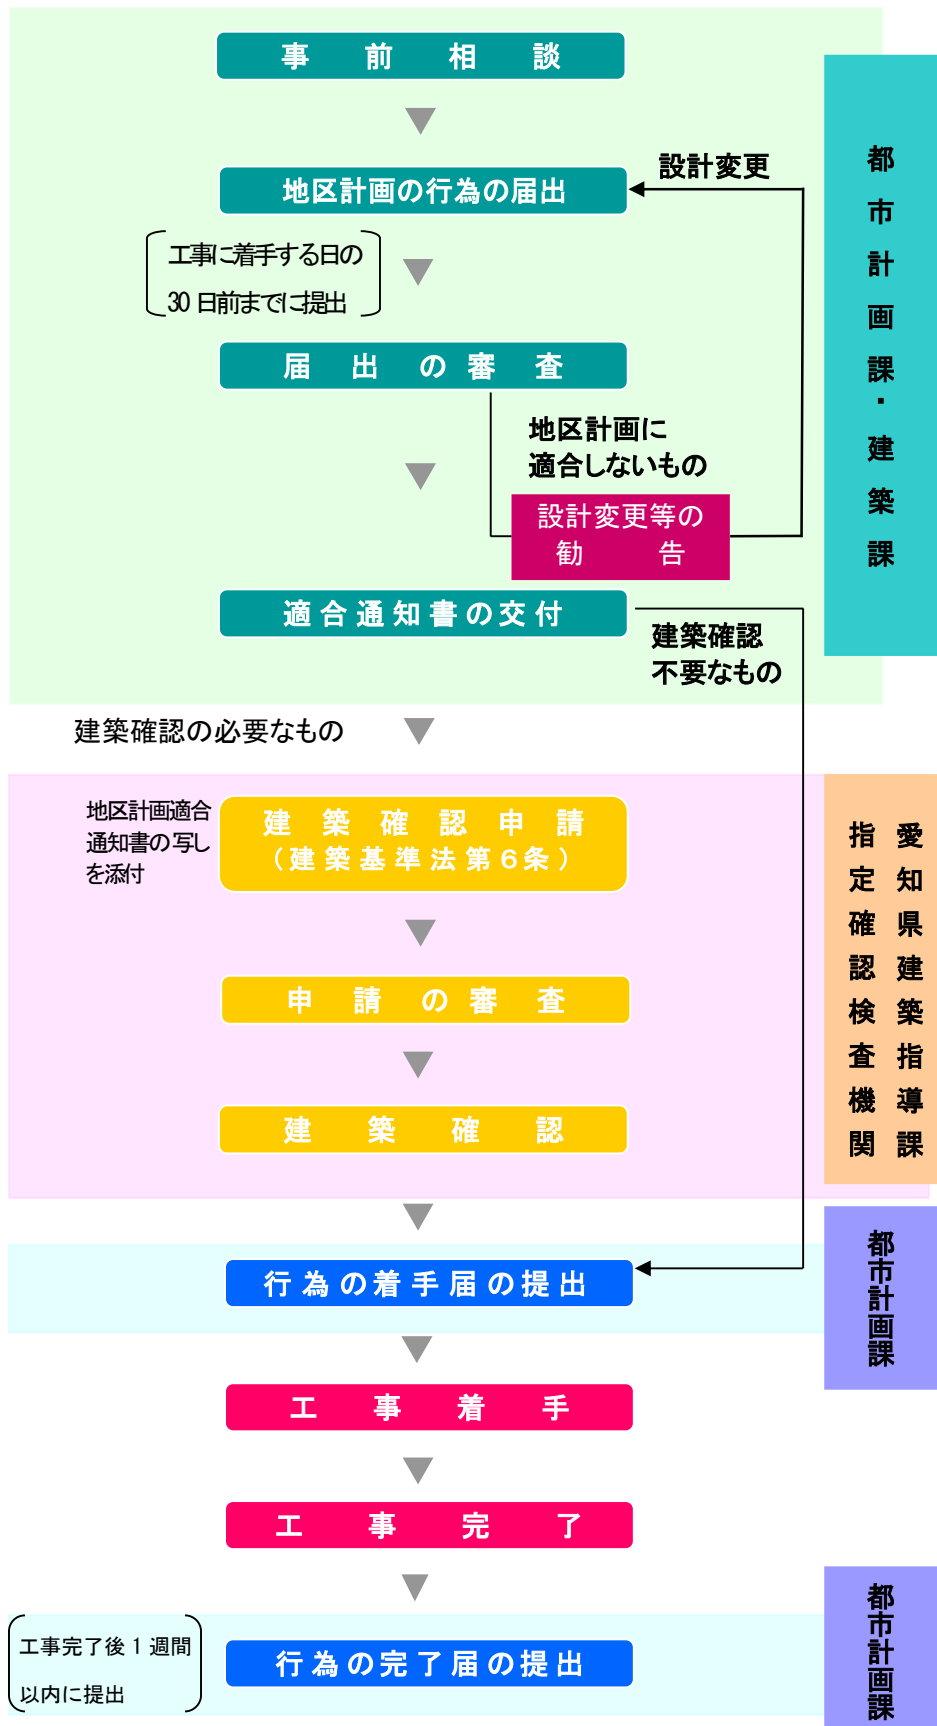 事前相談
設計変更
地区計画の行為の届出
工事に着手する日の
30日前までに提出
届出の審査
地区計画に
適合しないもの
設計変更等の
勧告
適合通知書の交付
建築確認
不要なもの
都市計画課・建築課
建築確認の必要なもの
地区計画適合
通知書の写し
を添付
建築確認申請
（建築基準法第６条）
申請の審査
建築確認
愛知県建築指導課
指定確認検査機関
行為の着手届の提出
都市計画課
工事着手
工事完了
工事完了後１週間
以内に提出
行為の完了届の提出
都市計画課